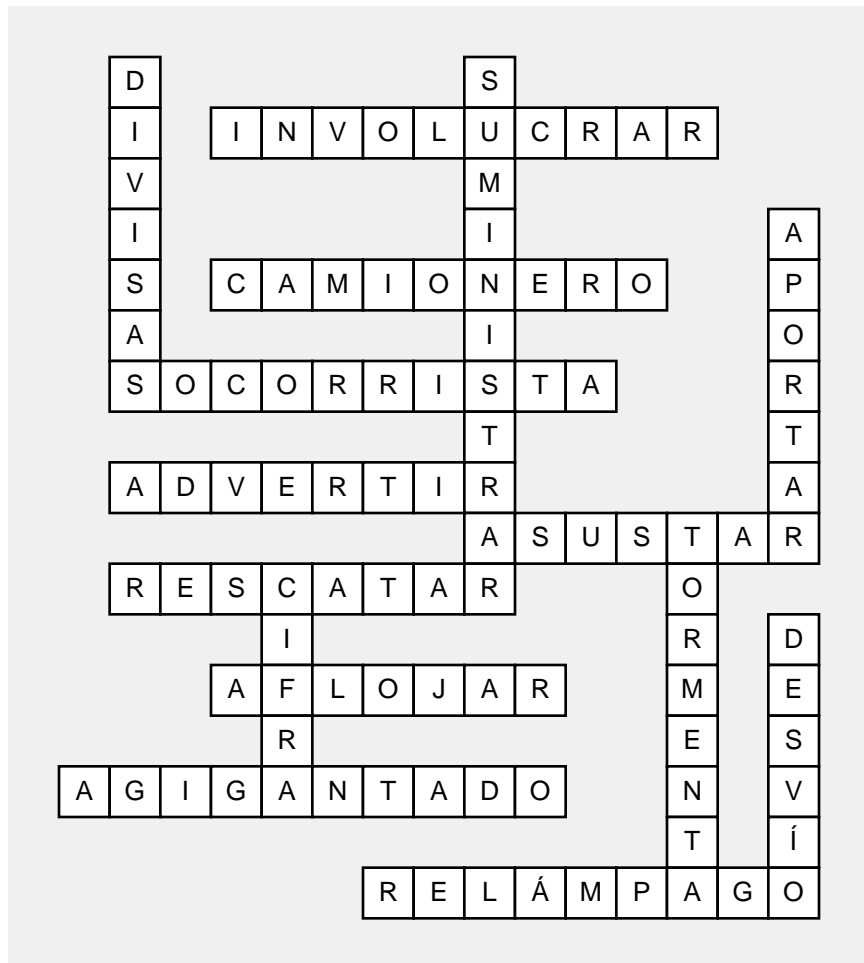 D S
I INVOLUCRAR
V M
I I A
S CAMIONERO P
A I O
SOCORRISTA R
T T
ADVERTIR A
ASUSTAR
RESCATAR O
I R D
AFLOJAR M E
R E S
AGIGANTADO N V
T Í
RELÁMPAGO